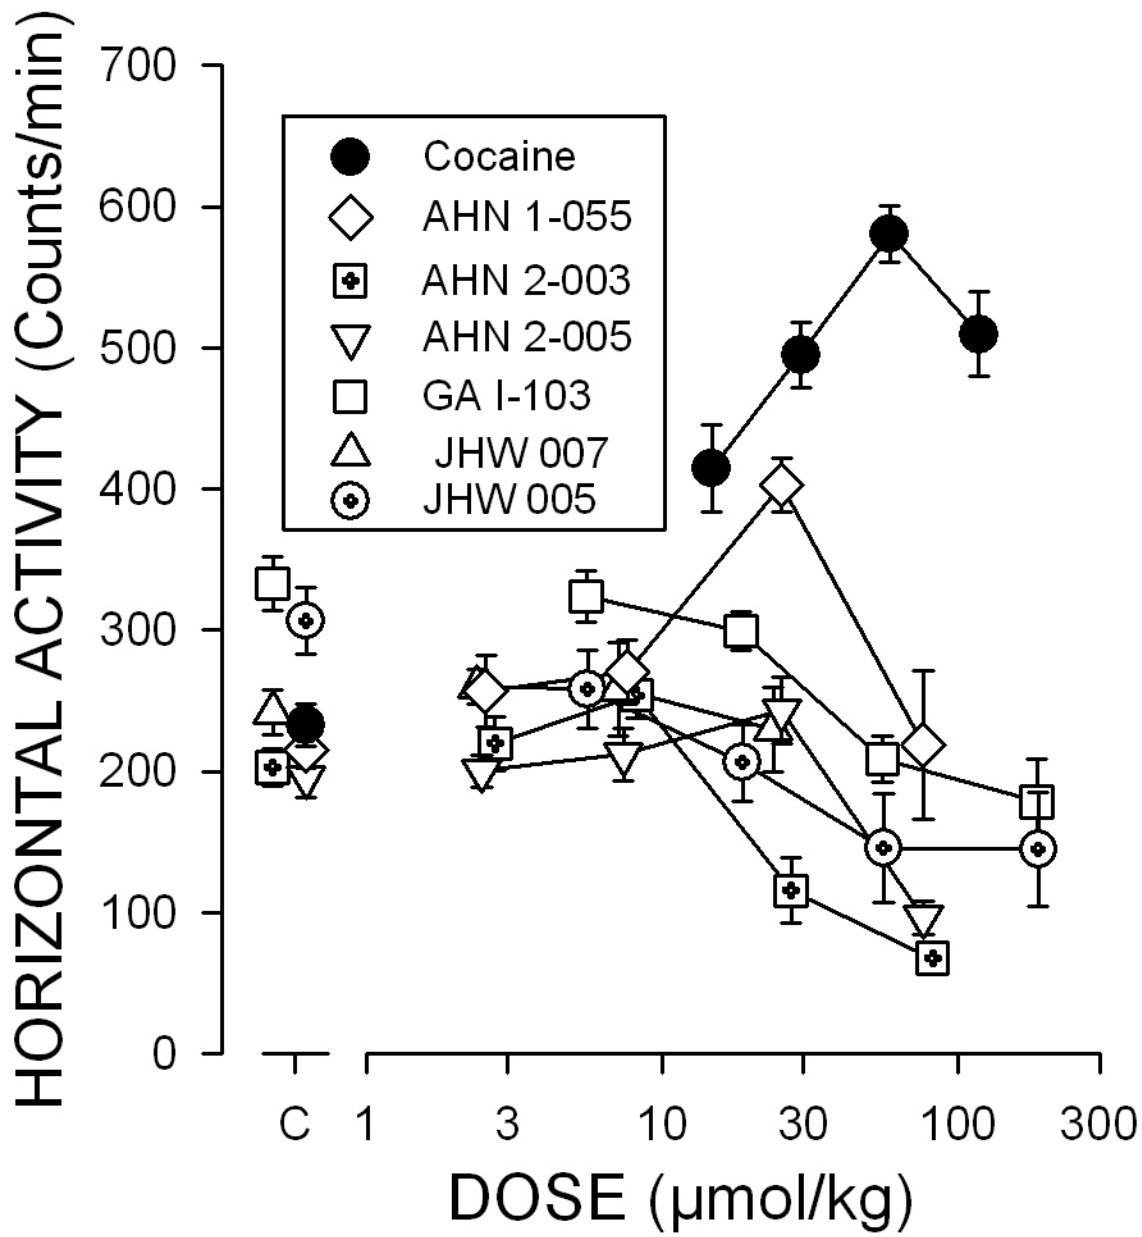 HORIZONTAL ACTIVITY (Counts/min)
700
600
500
400
300
200
100
0
Cocaine
AHN 1-055
AHN 2-003
AHN 2-005
GA I-103
JHW 007
JHW 005
C 1 3 10 30 100 300
DOSE (µmol/kg)